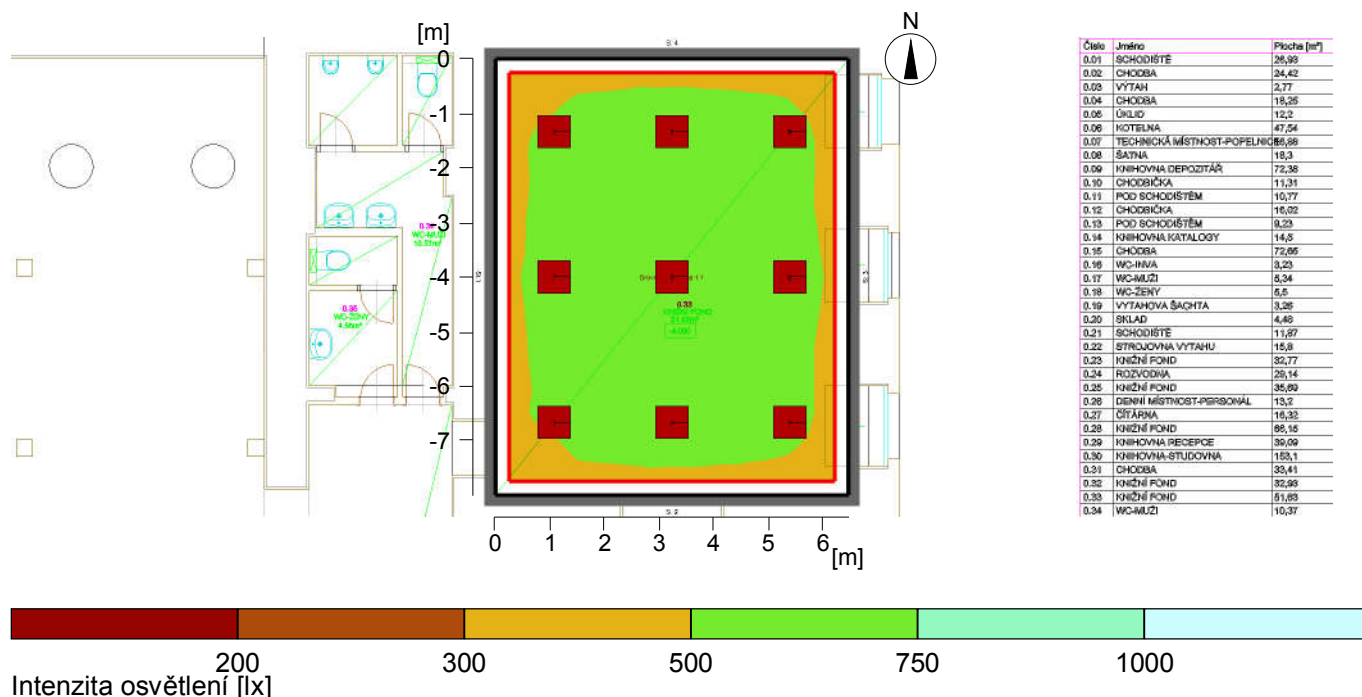 [m]
N
0
-1
-2
-3
-4
-5
-6
-7
WC-MUŽI
0.35
WC-ŽENY
0.33
KNIŽNÍ FOND
0 1 2 3 4 5 6 [m]
Číslo Jméno Plocha [m²]
0.01 SCHODIŠTĚ 26,93
0.02 CHODBA 24,42
0.03 VÝTAH 2,77
0.04 CHODBA 18,25
0.05 ÚKLID 12,2
0.06 KOTELNA 47,54
0.07 TECHNICKÁ MÍSTNOST-POPELNICE
0.08 ŠATNA 18,3
0.09 KNIHOVNA DEPOZITÁŘ 72,38
0.10 CHODBIČKA 11,31
0.11 POD SCHODIŠTĚM 10,77
0.12 CHODBIČKA 16,02
0.13 POD SCHODIŠTĚM 9,23
0.14 KNIHOVNA KATALOGY 14,5
0.15 CHODBA 72,66
0.16 WC-INVA 3,23
0.17 WC-MUŽI 5,34
0.18 WC-ŽENY 5,5
0.19 VÝTAHOVA ŠACHTA 3,26
0.20 SKLAD 4,48
0.21 SCHODIŠTĚ 11,87
0.22 STROJOVNA VÝTAHU 15,8
0.23 KNIŽNÍ FOND 32,77
0.24 ROZVODNA 29,14
0.25 KNIŽNÍ FOND 35,69
0.26 DENNÍ MÍSTNOST-PERSONÁL 13,2
0.27 ČÍTÁRNA 16,32
0.28 KNIŽNÍ FOND 66,15
0.29 KNIHOVNA RECEPCE 39,09
0.30 KNIHOVNA-STUDOVNA 153,1
0.31 CHODBA 33,41
0.32 KNIŽNÍ FOND 32,93
0.33 KNIŽNÍ FOND 51,63
0.34 WC-MUŽI 10,37
200 300 500 750 1000
Intenzita osvětlení [lx]